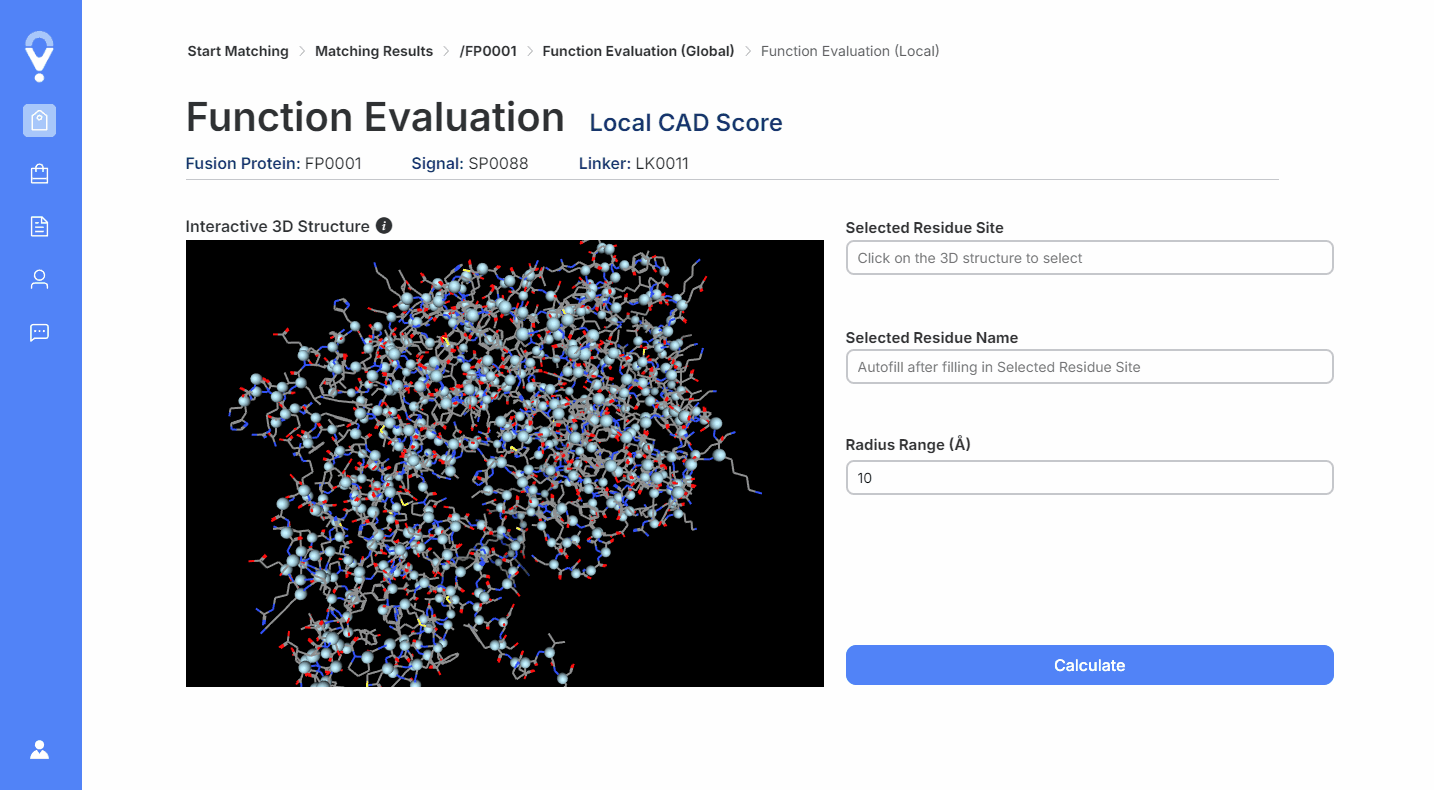 Start Matching > Matching Results > /FP0001 > Function Evaluation (Global) > Function Evaluation (Local)
Function Evaluation Local CAD Score
Fusion Protein: FP0001 Signal: SP0088 Linker: LK0011
Interactive 3D Structure i
Selected Residue Site
Click on the 3D structure to select
Selected Residue Name
Autofill after filling in Selected Residue Site
Radius Range (Å)
10
Calculate